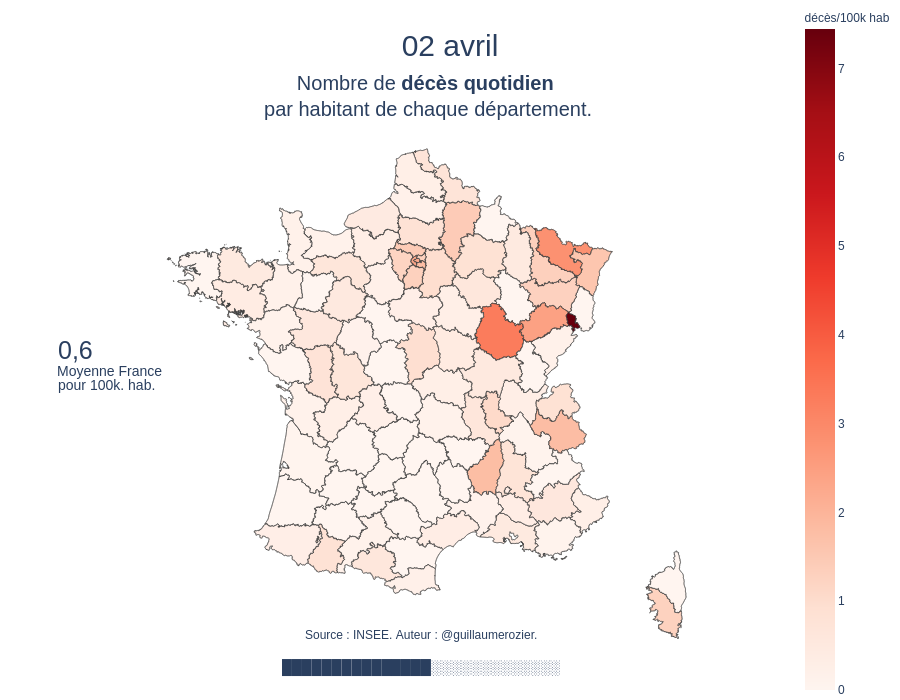 décès/100k hab
02 avril
Nombre de décès quotidien
par habitant de chaque département.
7
6
5
4
3
2
1
0
0,6
Moyenne France
pour 100k. hab.
Source : INSEE. Auteur : @guillaumerozier.